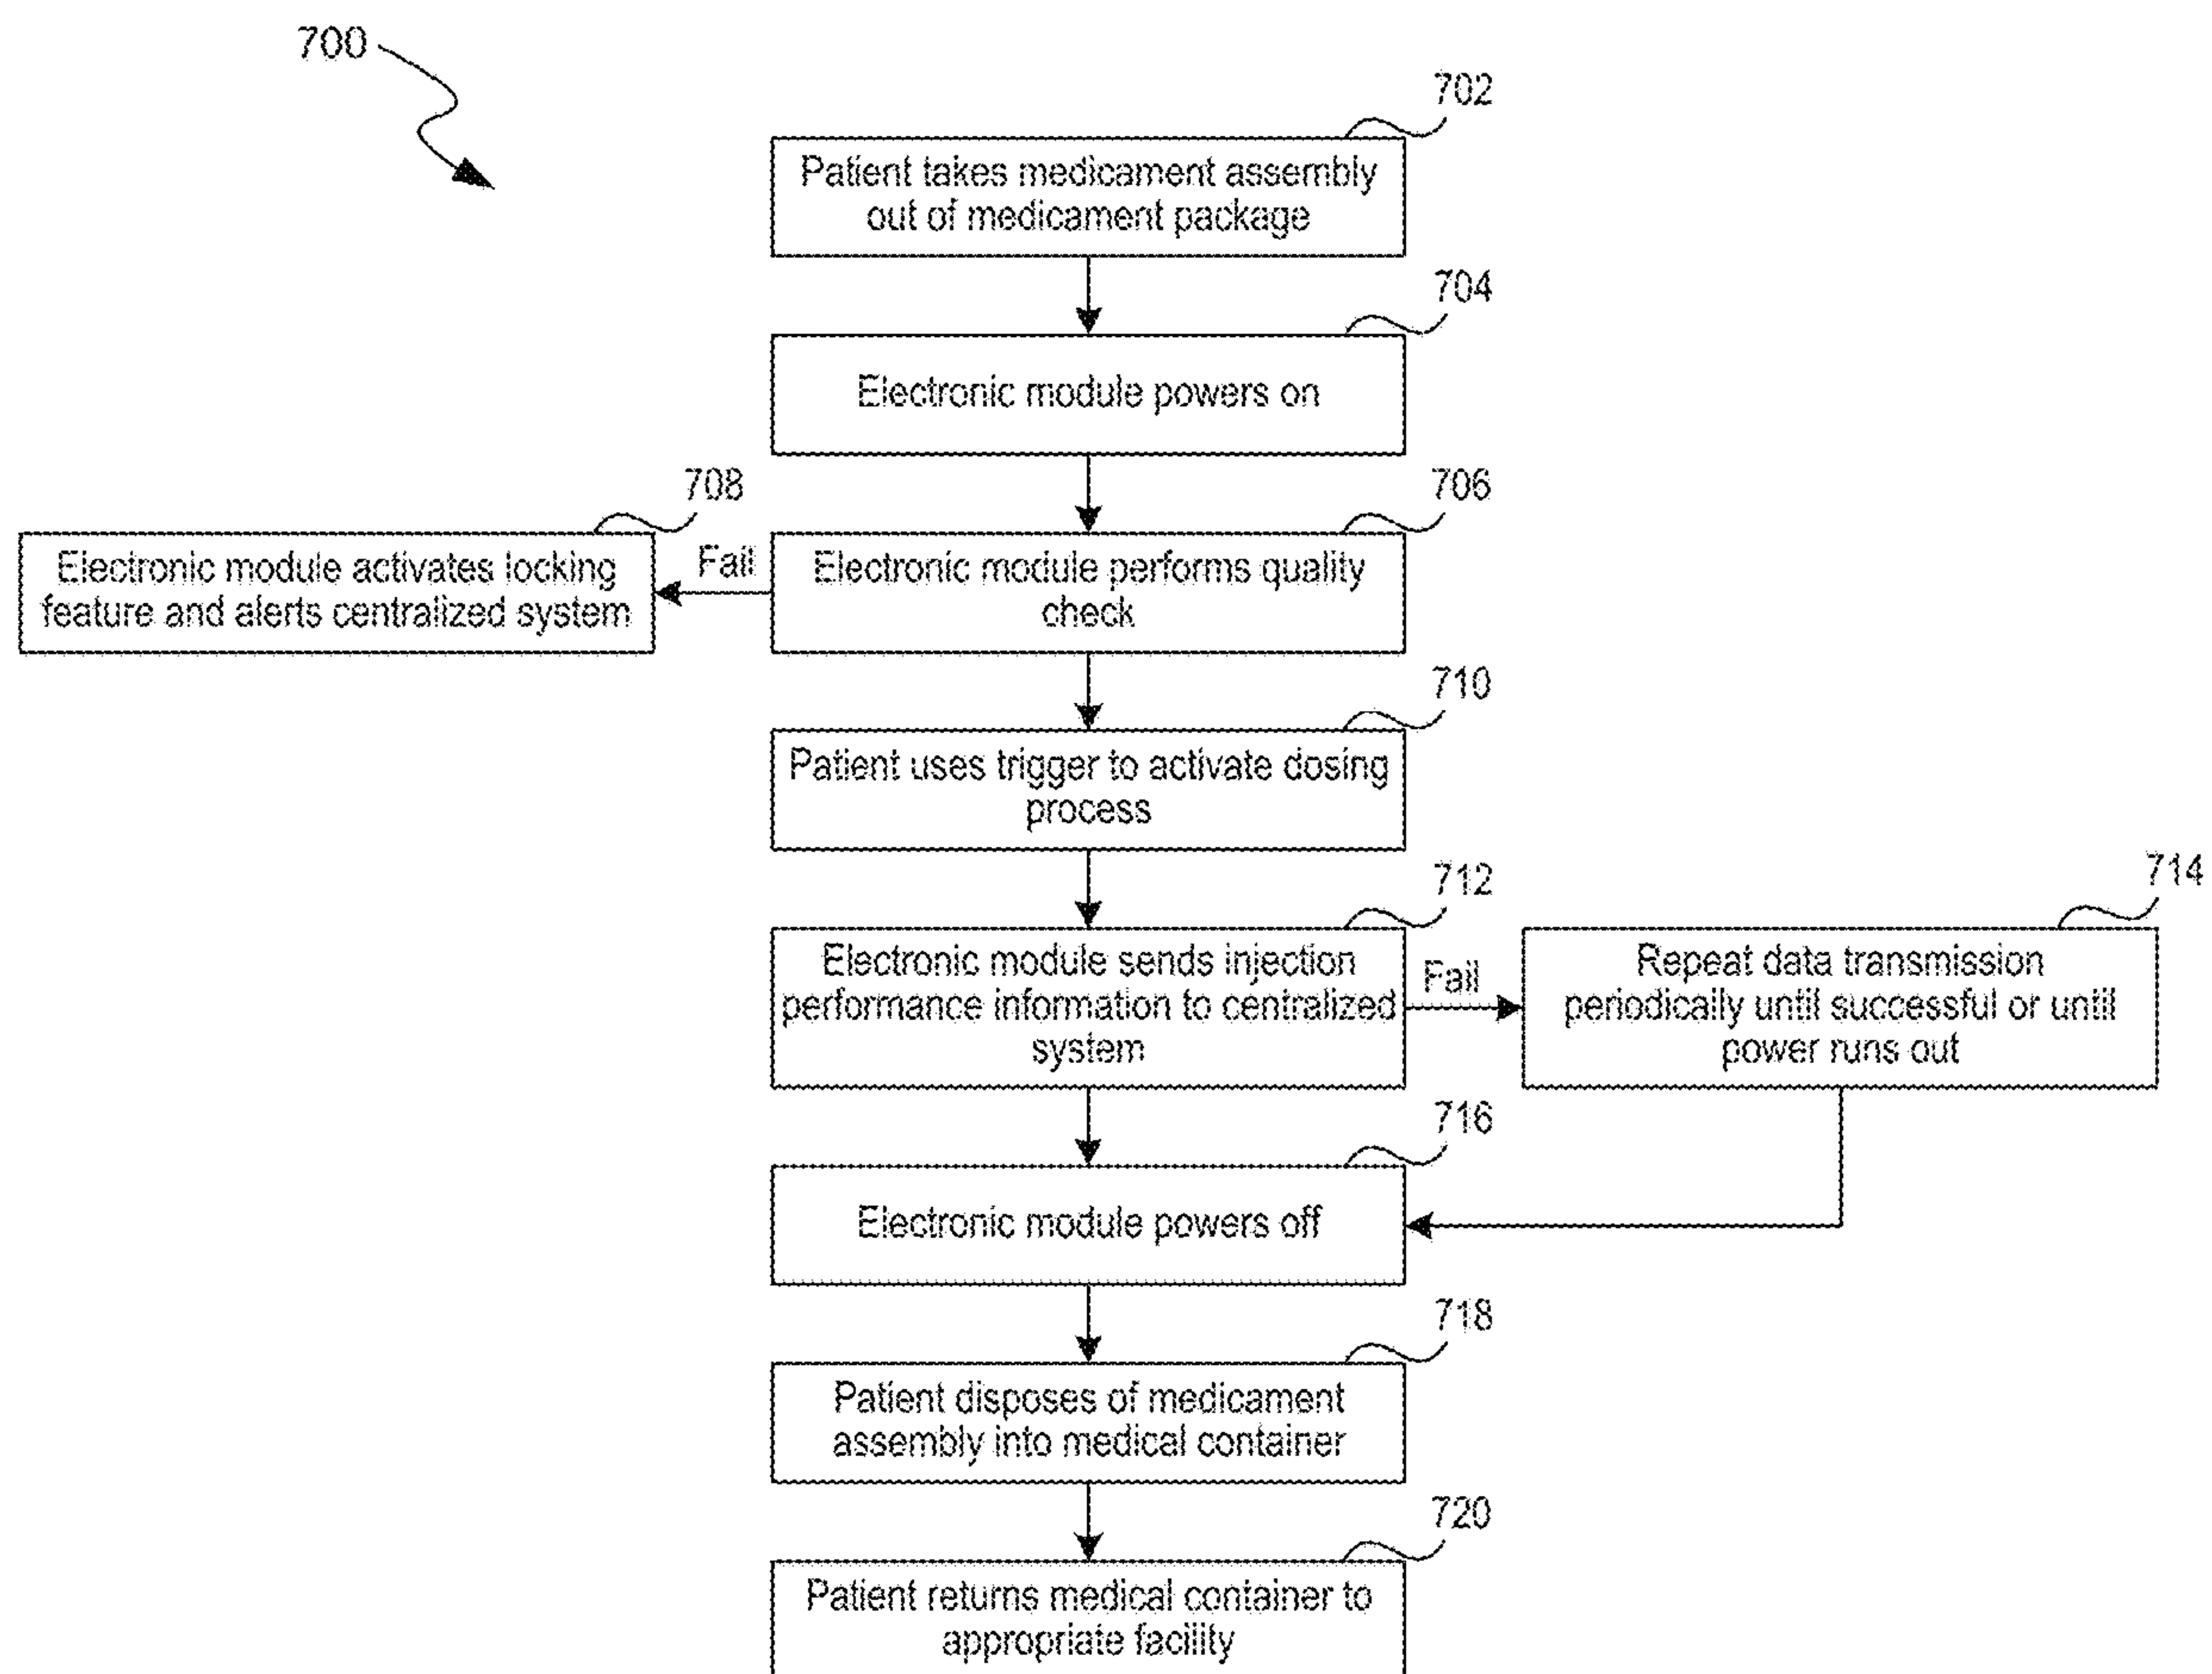 700
702
Patient takes medicament assembly
out of medicament package
704
Electronic module powers on
708
706
Electronic module activates locking
feature and alerts centralized system
Fail
Electronic module performs quality
check
710
Patient uses trigger to activate dosing
process
712
714
Electronic module sends injection
performance information to centralized
system
Fail
Repeat data transmission
periodically until successful or until
power runs out
716
Electronic module powers off
718
Patient disposes of medicament
assembly into medical container
720
Patient returns medical container to
appropriate facility